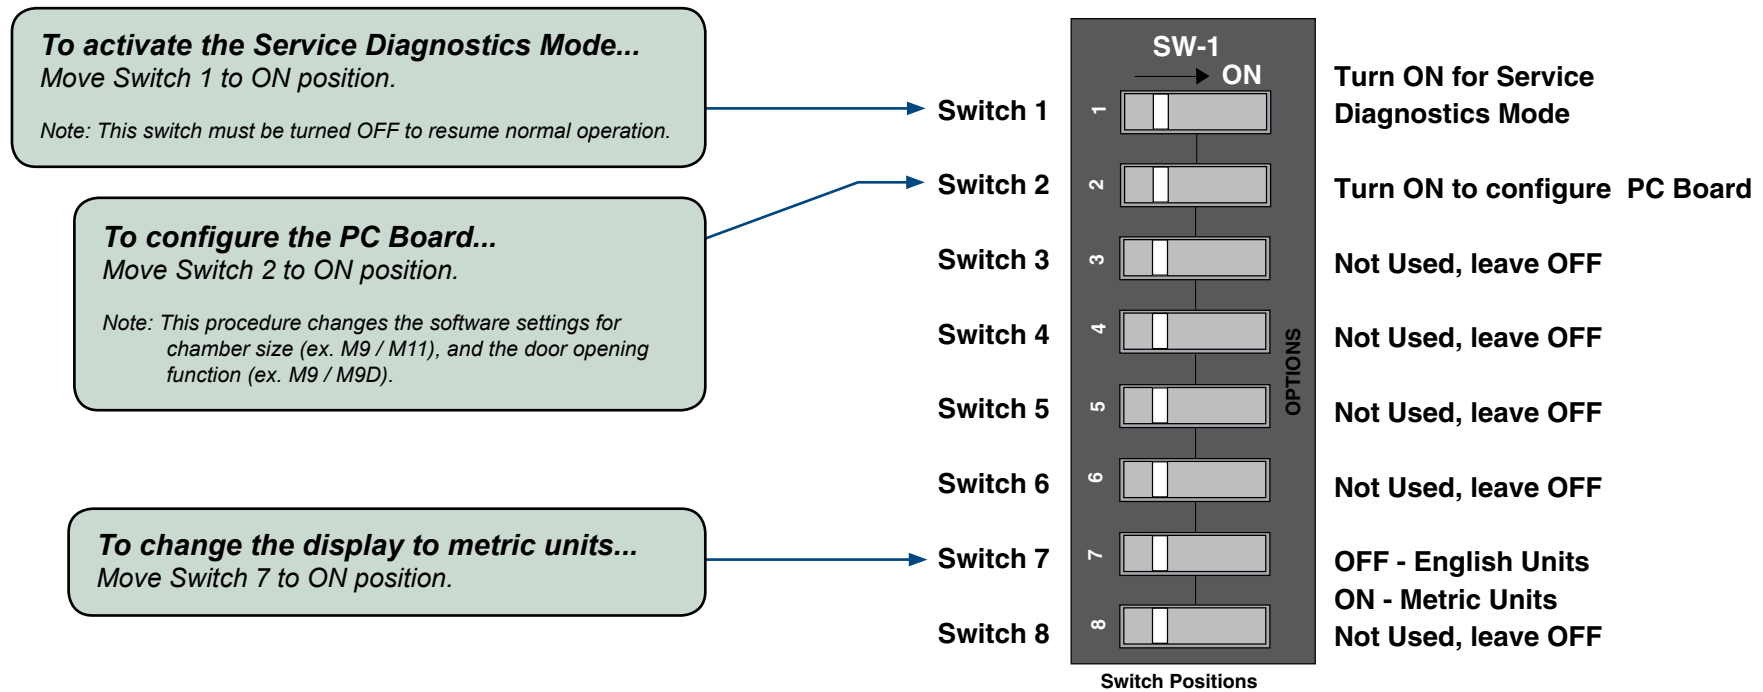 To activate the Service Diagnostics Mode...
Move Switch 1 to ON position.
Note: This switch must be turned OFF to resume normal operation.
To configure the PC Board...
Move Switch 2 to ON position.
Note: This procedure changes the software settings for
chamber size (ex. M9 / M11), and the door opening
function (ex. M9 / M9D).
To change the display to metric units...
Move Switch 7 to ON position.
Switch 1
Switch 2
Switch 3
Switch 4
Switch 5
Switch 6
Switch 7
Switch 8
SW-1
ON
1
2
3
4
5
6
7
8
OPTIONS
Switch Positions
Turn ON for Service
Diagnostics Mode
Turn ON to configure PC Board
Not Used, leave OFF
Not Used, leave OFF
Not Used, leave OFF
Not Used, leave OFF
OFF - English Units
ON - Metric Units
Not Used, leave OFF